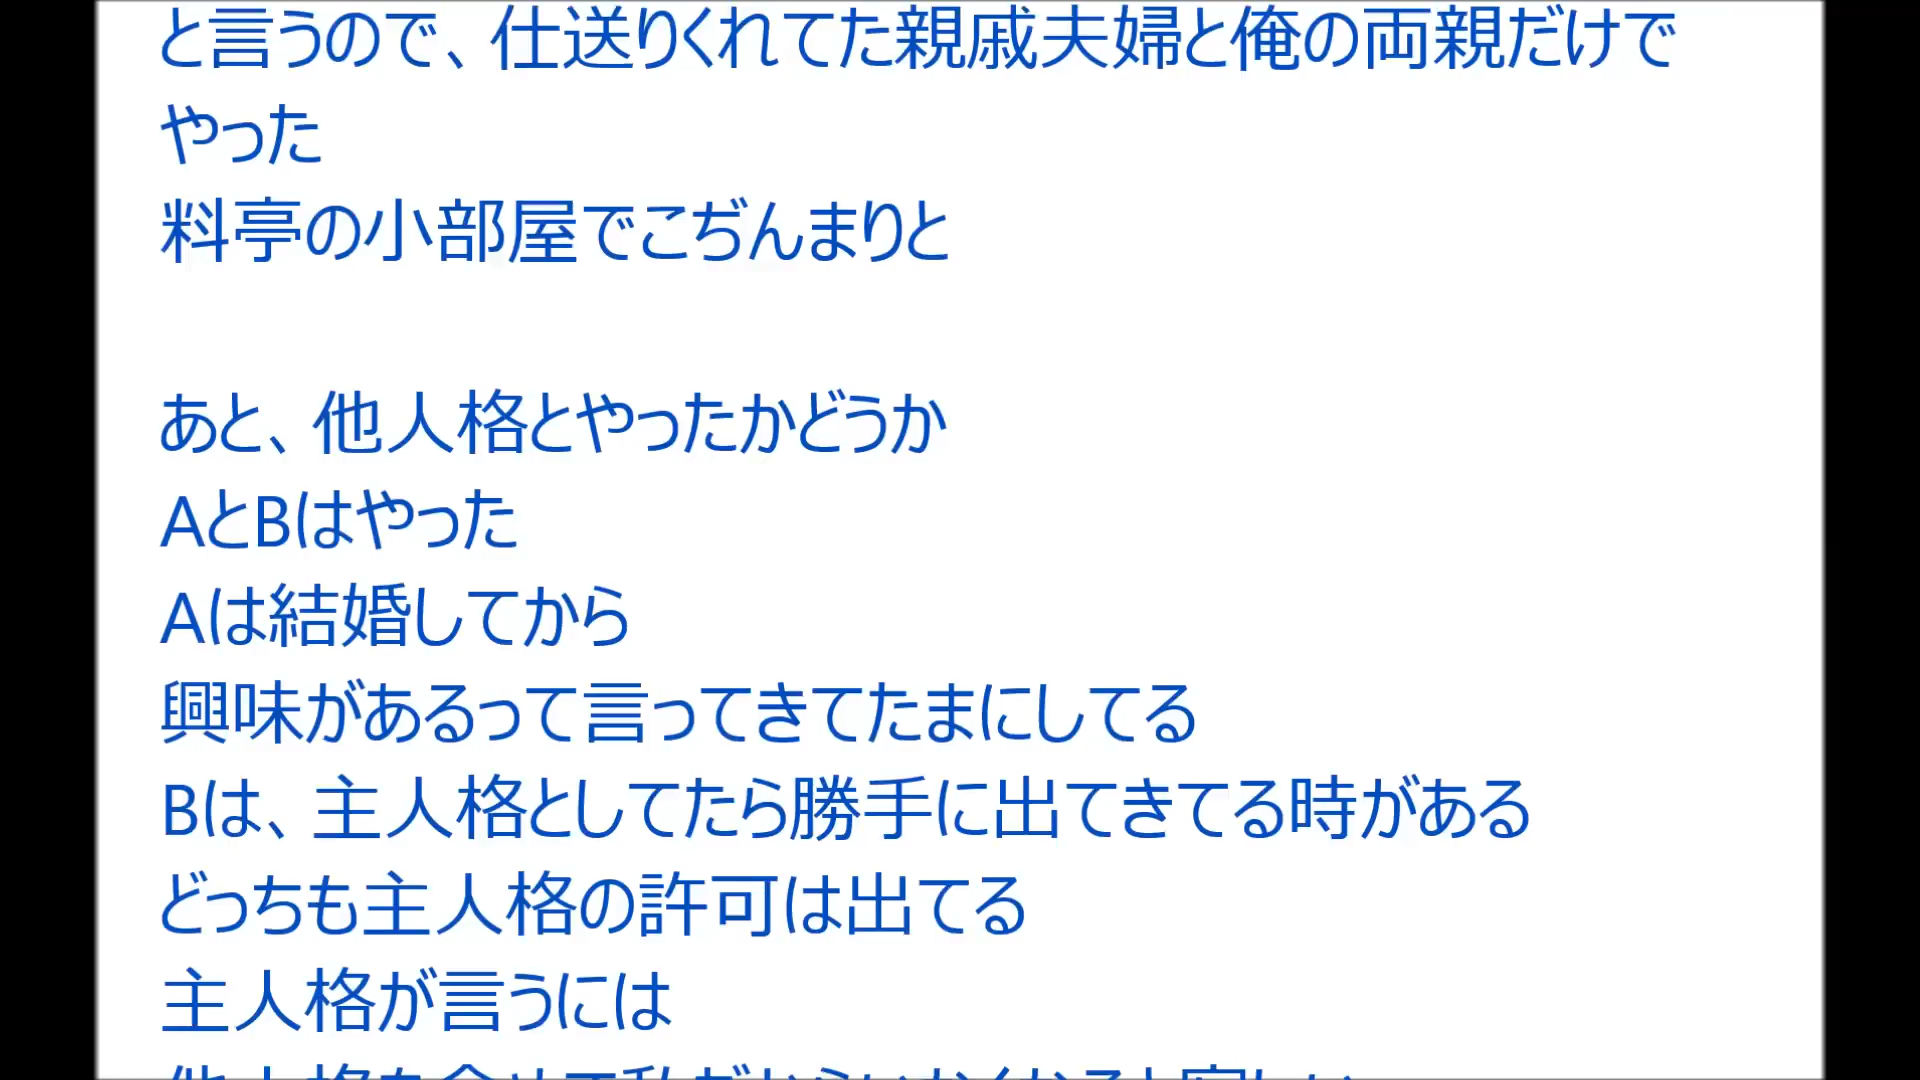 と言うので、仕送りくれてた親戚夫婦と俺の両親だけで
やった
料亭の小部屋でこぢんまりと
あと、他人格とやったかどうか
AとBはやった
Aは結婚してから
興味があるって言ってきてたまにしてる
Bは、主人格としてたら勝手に出てきてる時がある
どっちも主人格の許可は出てる
主人格が言うには